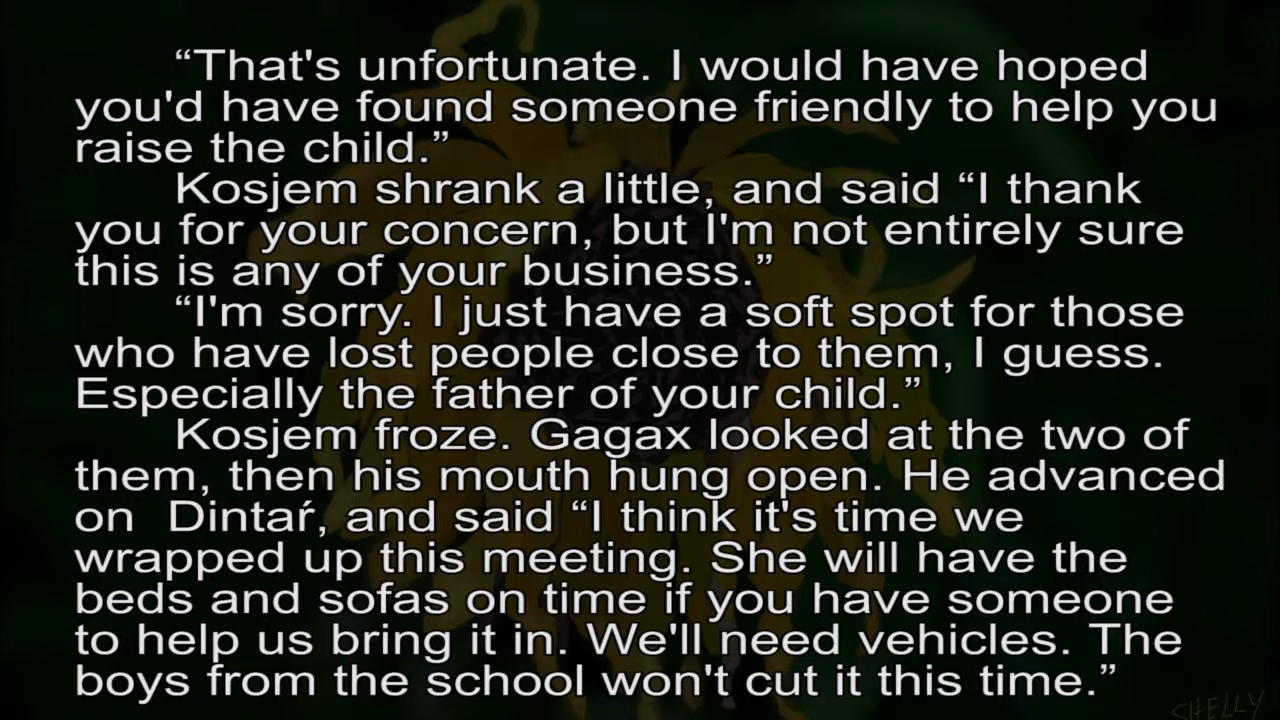 “That's unfortunate. I would have hoped
you'd have found someone friendly to help you
raise the child.”
Kosjem shrank a little, and said “I thank
you for your concern, but I'm not entirely sure
this is any of your business.”
“I'm sorry. I just have a soft spot for those
who have lost people close to them, I guess.
Especially the father of your child.”
Kosjem froze. Gagax looked at the two of
them, then his mouth hung open. He advanced
on  Dintaŕ, and said “I think it's time we
wrapped up this meeting. She will have the
beds and sofas on time if you have someone
to help us bring it in. We'll need vehicles. The
boys from the school won't cut it this time.”
SHELLY